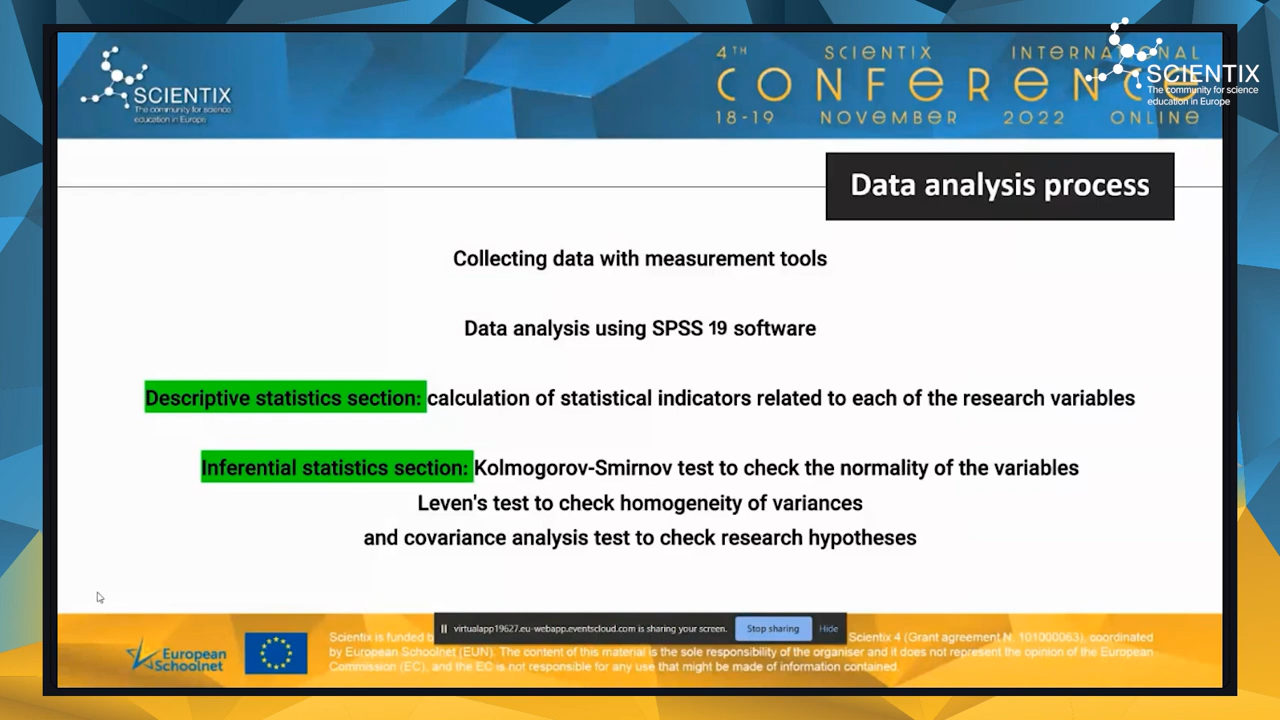 SCIENTIX
The community for science
education in Europe
4TH SCIENTIX INTERNATIONAL
CONFERENCE
18-19 NOVEMBER 2022 ONLINE
SCIENTIX
The community for science
education in Europe
Data analysis process
Collecting data with measurement tools
Data analysis using SPSS 19 software
Descriptive statistics section: calculation of statistical indicators related to each of the research variables
Inferential statistics section: Kolmogorov-Smirnov test to check the normality of the variables
Leven's test to check homogeneity of variances
and covariance analysis test to check research hypotheses
virtualapp19627.eu-webapp.eventscloud.com is sharing your screen. Stop sharing Hide
European
Schoolnet
Scientix is funded b Scientix 4 (Grant agreement N. 101000063), coordinated
by European Schoolnet (EUN). The content of this material is the sole responsibility of the organiser and it does not represent the opinion of the European
Commission (EC), and the EC is not responsible for any use that might be made of information contained.